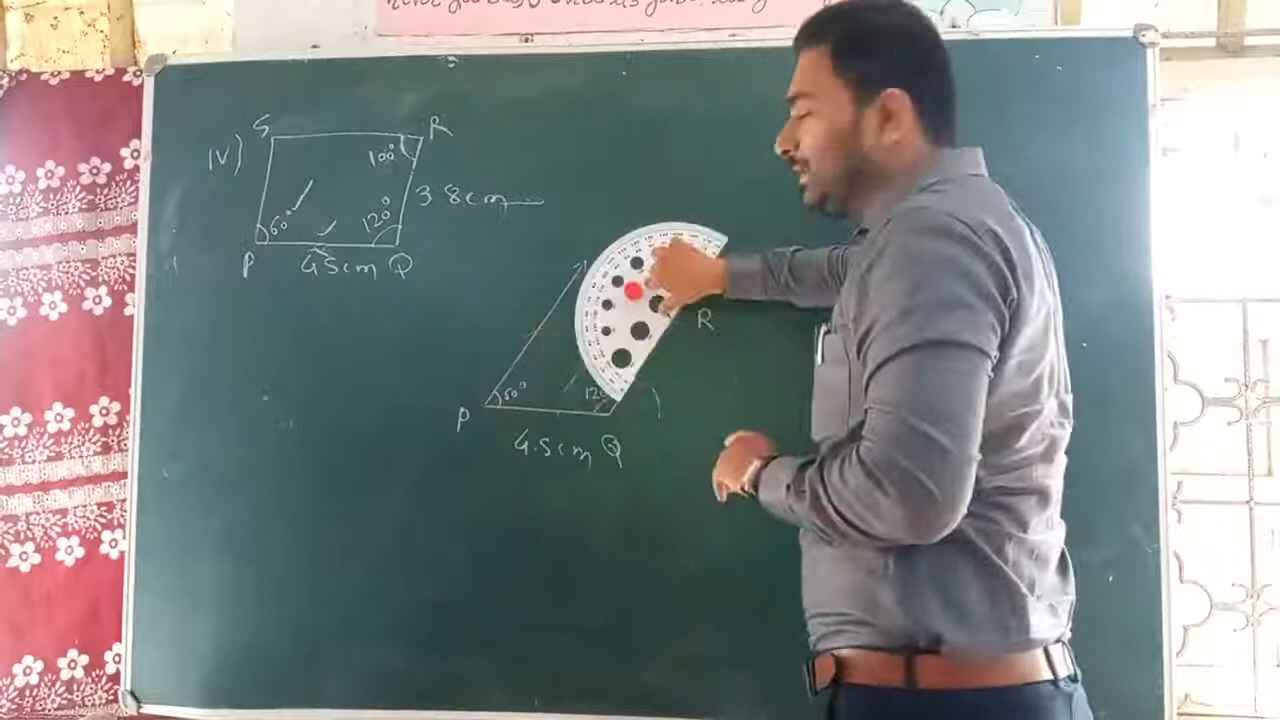 S R
IV) 100°
3.8cm
60° 120°
P 4.5cm Q
R
60° 120
P
4.5cm Q